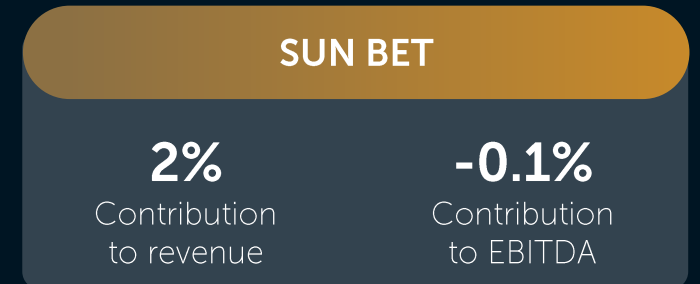 SUN BET
2%
Contribution
to revenue
-0.1%
Contribution
to EBITDA